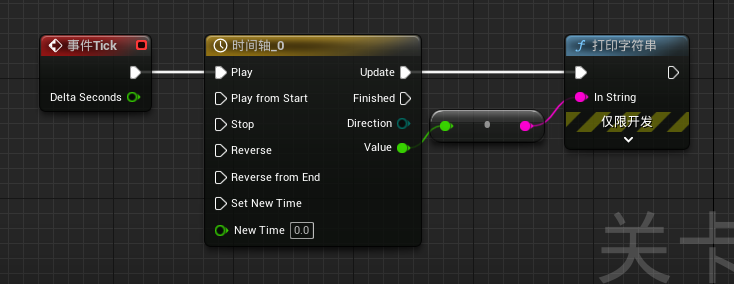 事件Tick
Delta Seconds
时间轴_0
Play
Update
Play from Start
Finished
Stop
Direction
Reverse
Value
Reverse from End
Set New Time
New Time 0.0
打印字符串
In String
仅限开发
关卡